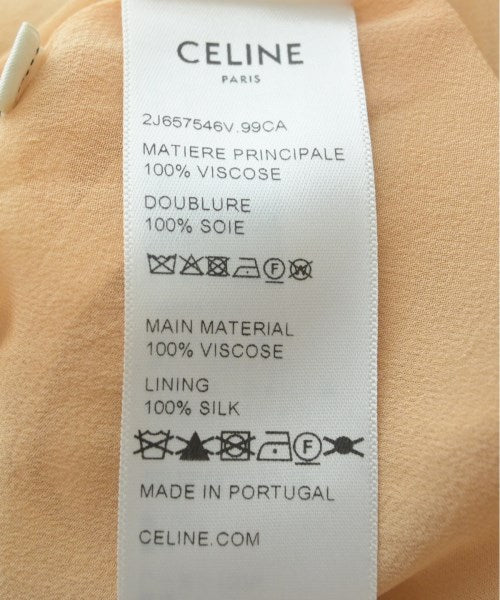 CELINE
PARIS
2J657546V.99CA
MATIERE PRINCIPALE
100% VISCOSE
DOUBLURE
100% SOIE
F W
MAIN MATERIAL
100% VISCOSE
LINING
100% SILK
F
MADE IN PORTUGAL
CELINE.COM